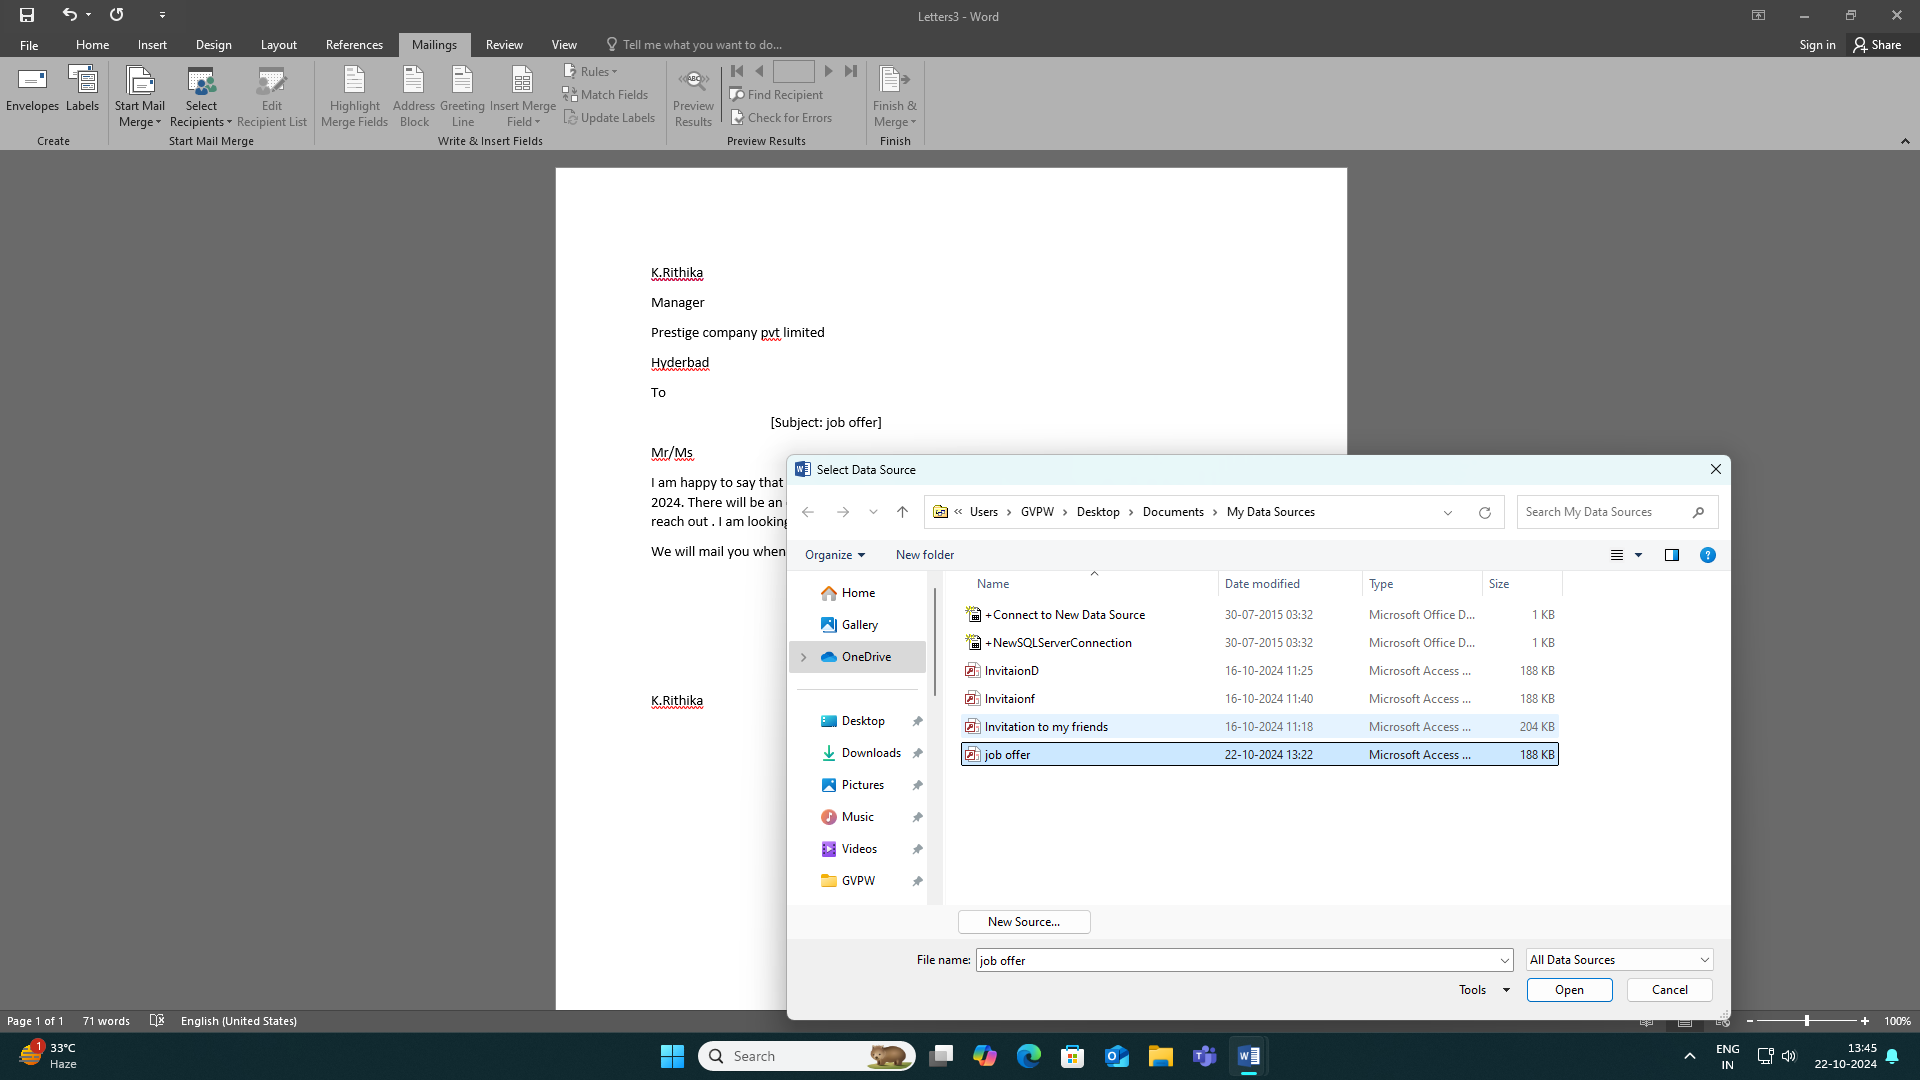 Letters3 - Word
File Home Insert Design Layout References Mailings Review View Tell me what you want to do... Sign in Share
Envelopes Labels Start Mail Merge Select Recipients Edit Recipient List Highlight Merge Fields Address Block Greeting Line Insert Merge Field Rules Match Fields Update Labels Preview Results Find Recipient Check for Errors Finish & Merge
Create Start Mail Merge Write & Insert Fields Preview Results Finish
K.Rithika
Manager
Prestige company pvt limited
Hyderbad
To
[Subject: job offer]
Mr/Ms
I am happy to say that
2024. There will be an
reach out . I am looking
We will mail you when
K.Rithika
Select Data Source
« Users › GVPW › Desktop › Documents › My Data Sources Search My Data Sources
Organize New folder
Home
Gallery
OneDrive
Desktop
Downloads
Pictures
Music
Videos
GVPW
Name Date modified Type Size
+Connect to New Data Source 30-07-2015 03:32 Microsoft Office D... 1 KB
+NewSQLServerConnection 30-07-2015 03:32 Microsoft Office D... 1 KB
InvitaionD 16-10-2024 11:25 Microsoft Access ... 188 KB
Invitaionf 16-10-2024 11:40 Microsoft Access ... 188 KB
Invitation to my friends 16-10-2024 11:18 Microsoft Access ... 204 KB
job offer 22-10-2024 13:22 Microsoft Access ... 188 KB
New Source...
File name: job offer All Data Sources
Tools Open Cancel
Page 1 of 1 71 words English (United States) 100%
1 33°C
Haze
Search
ENG
IN
13:45
22-10-2024